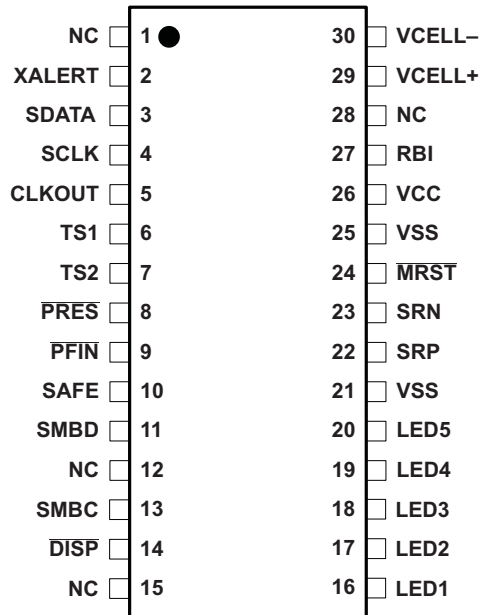 NC 1 30 VCELL–
XALERT 2 29 VCELL+
SDATA 3 28 NC
SCLK 4 27 RBI
CLKOUT 5 26 VCC
TS1 6 25 VSS
TS2 7 24 MRST
PRES 8 23 SRN
PFIN 9 22 SRP
SAFE 10 21 VSS
SMBD 11 20 LED5
NC 12 19 LED4
SMBC 13 18 LED3
DISP 14 17 LED2
NC 15 16 LED1